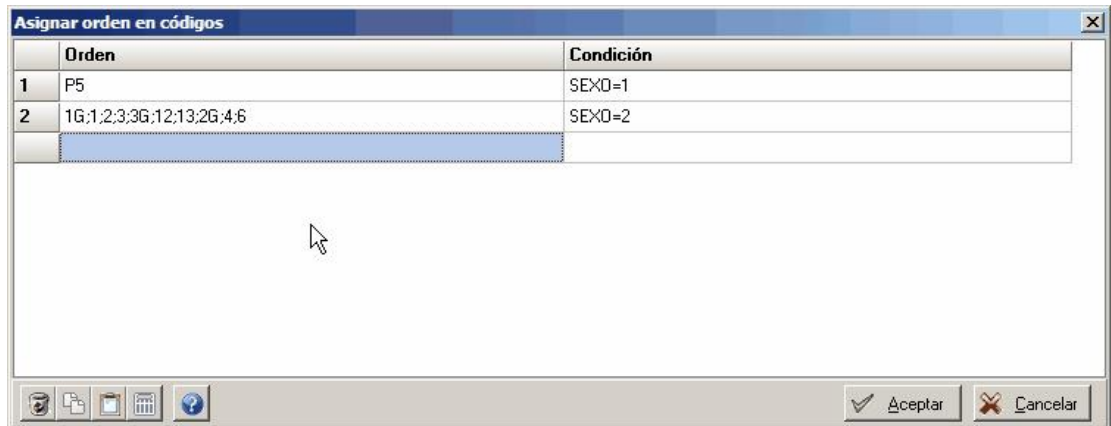 Asignar orden en códigos
Orden Condición
1 P5 SEXO=1
2 1G;1;2;3;3G;12;13;2G;4;6 SEXO=2
Aceptar Cancelar